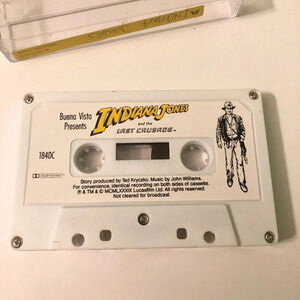 Buena Vista
Presents
INDIANA JONES
and the
LAST CRUSADE™
184DC
Story produced by Ted Kryczko. Music by John Williams.
For convenience, identical recording on both sides of cassette.
℗ & TM & © MCMLXXXIX Lucasfilm Ltd. All rights reserved.
Not cleared for broadcast.